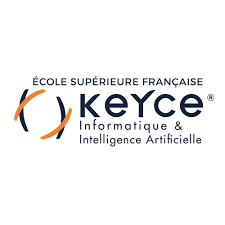 ÉCOLE SUPÉRIEURE FRANÇAISE
KEYCE®
Informatique &
Intelligence Artificielle